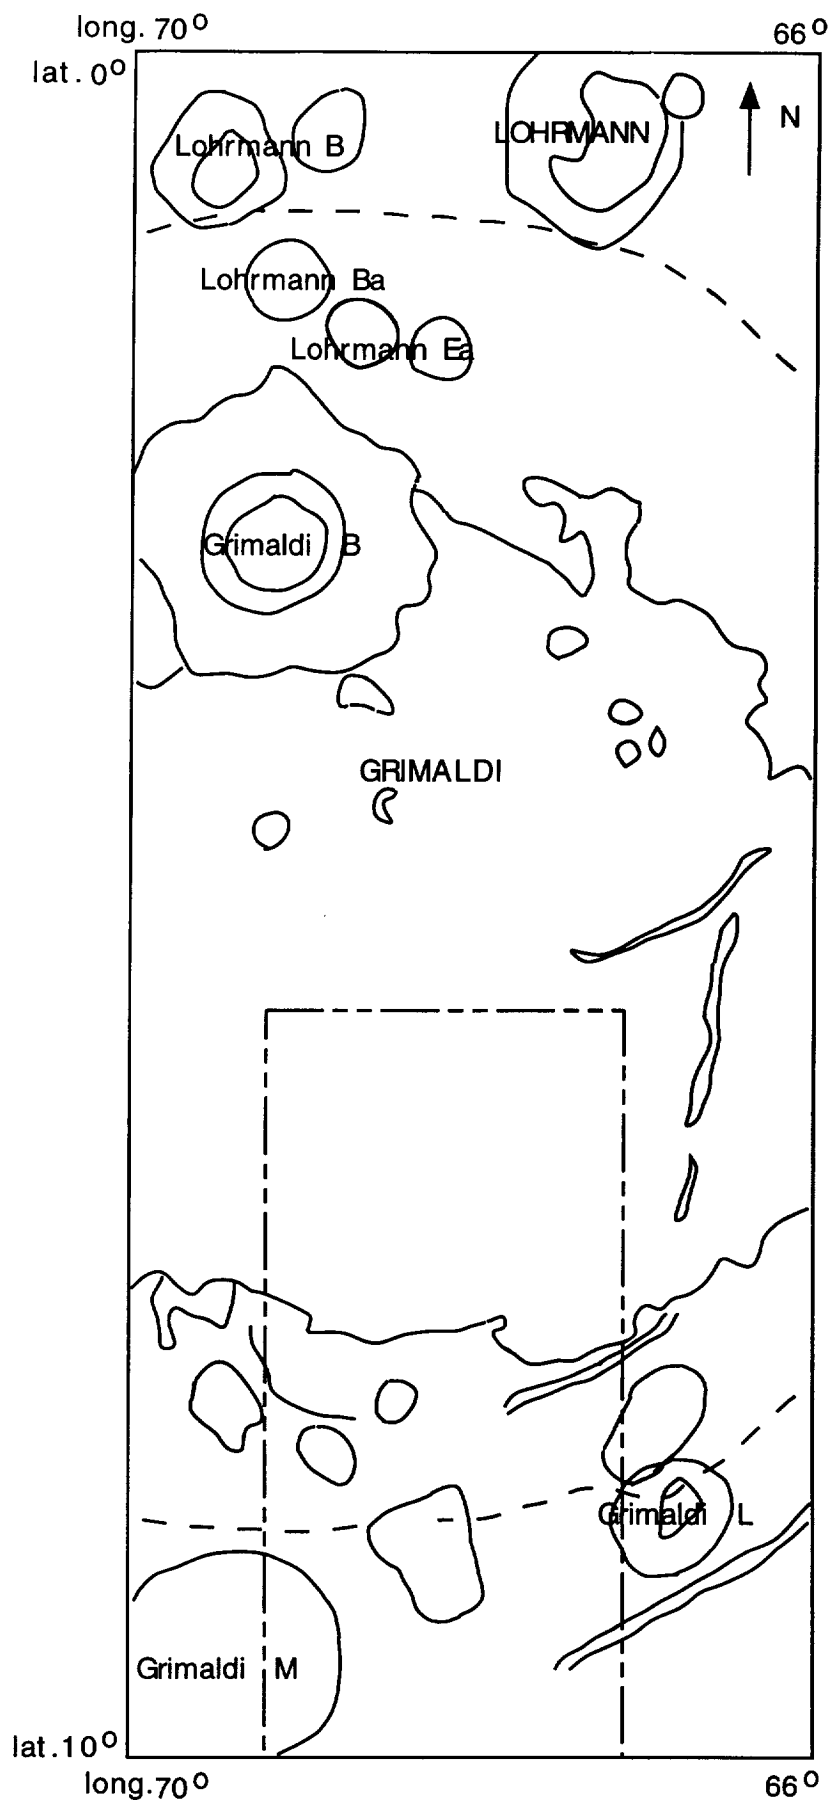 long. 70° 66°
lat. 0°
N
LOHRMANN
Lohrmann B
Lohrmann Ba
Lohrmann Ea
Grimaldi B
GRIMALDI
Grimaldi L
Grimaldi M
lat. 10°
long. 70° 66°